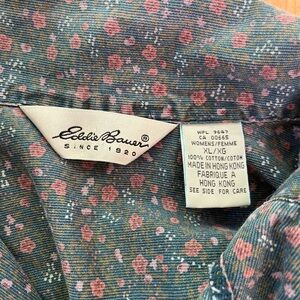 Eddie Bauer®
SINCE 1920
WPL 9647
CA 00665
WOMENS/FEMME
XL/XG
100% COTTON/COTON
MADE IN HONG KONG
FABRIQUE A
HONG KONG
SEE SIDE FOR CARE